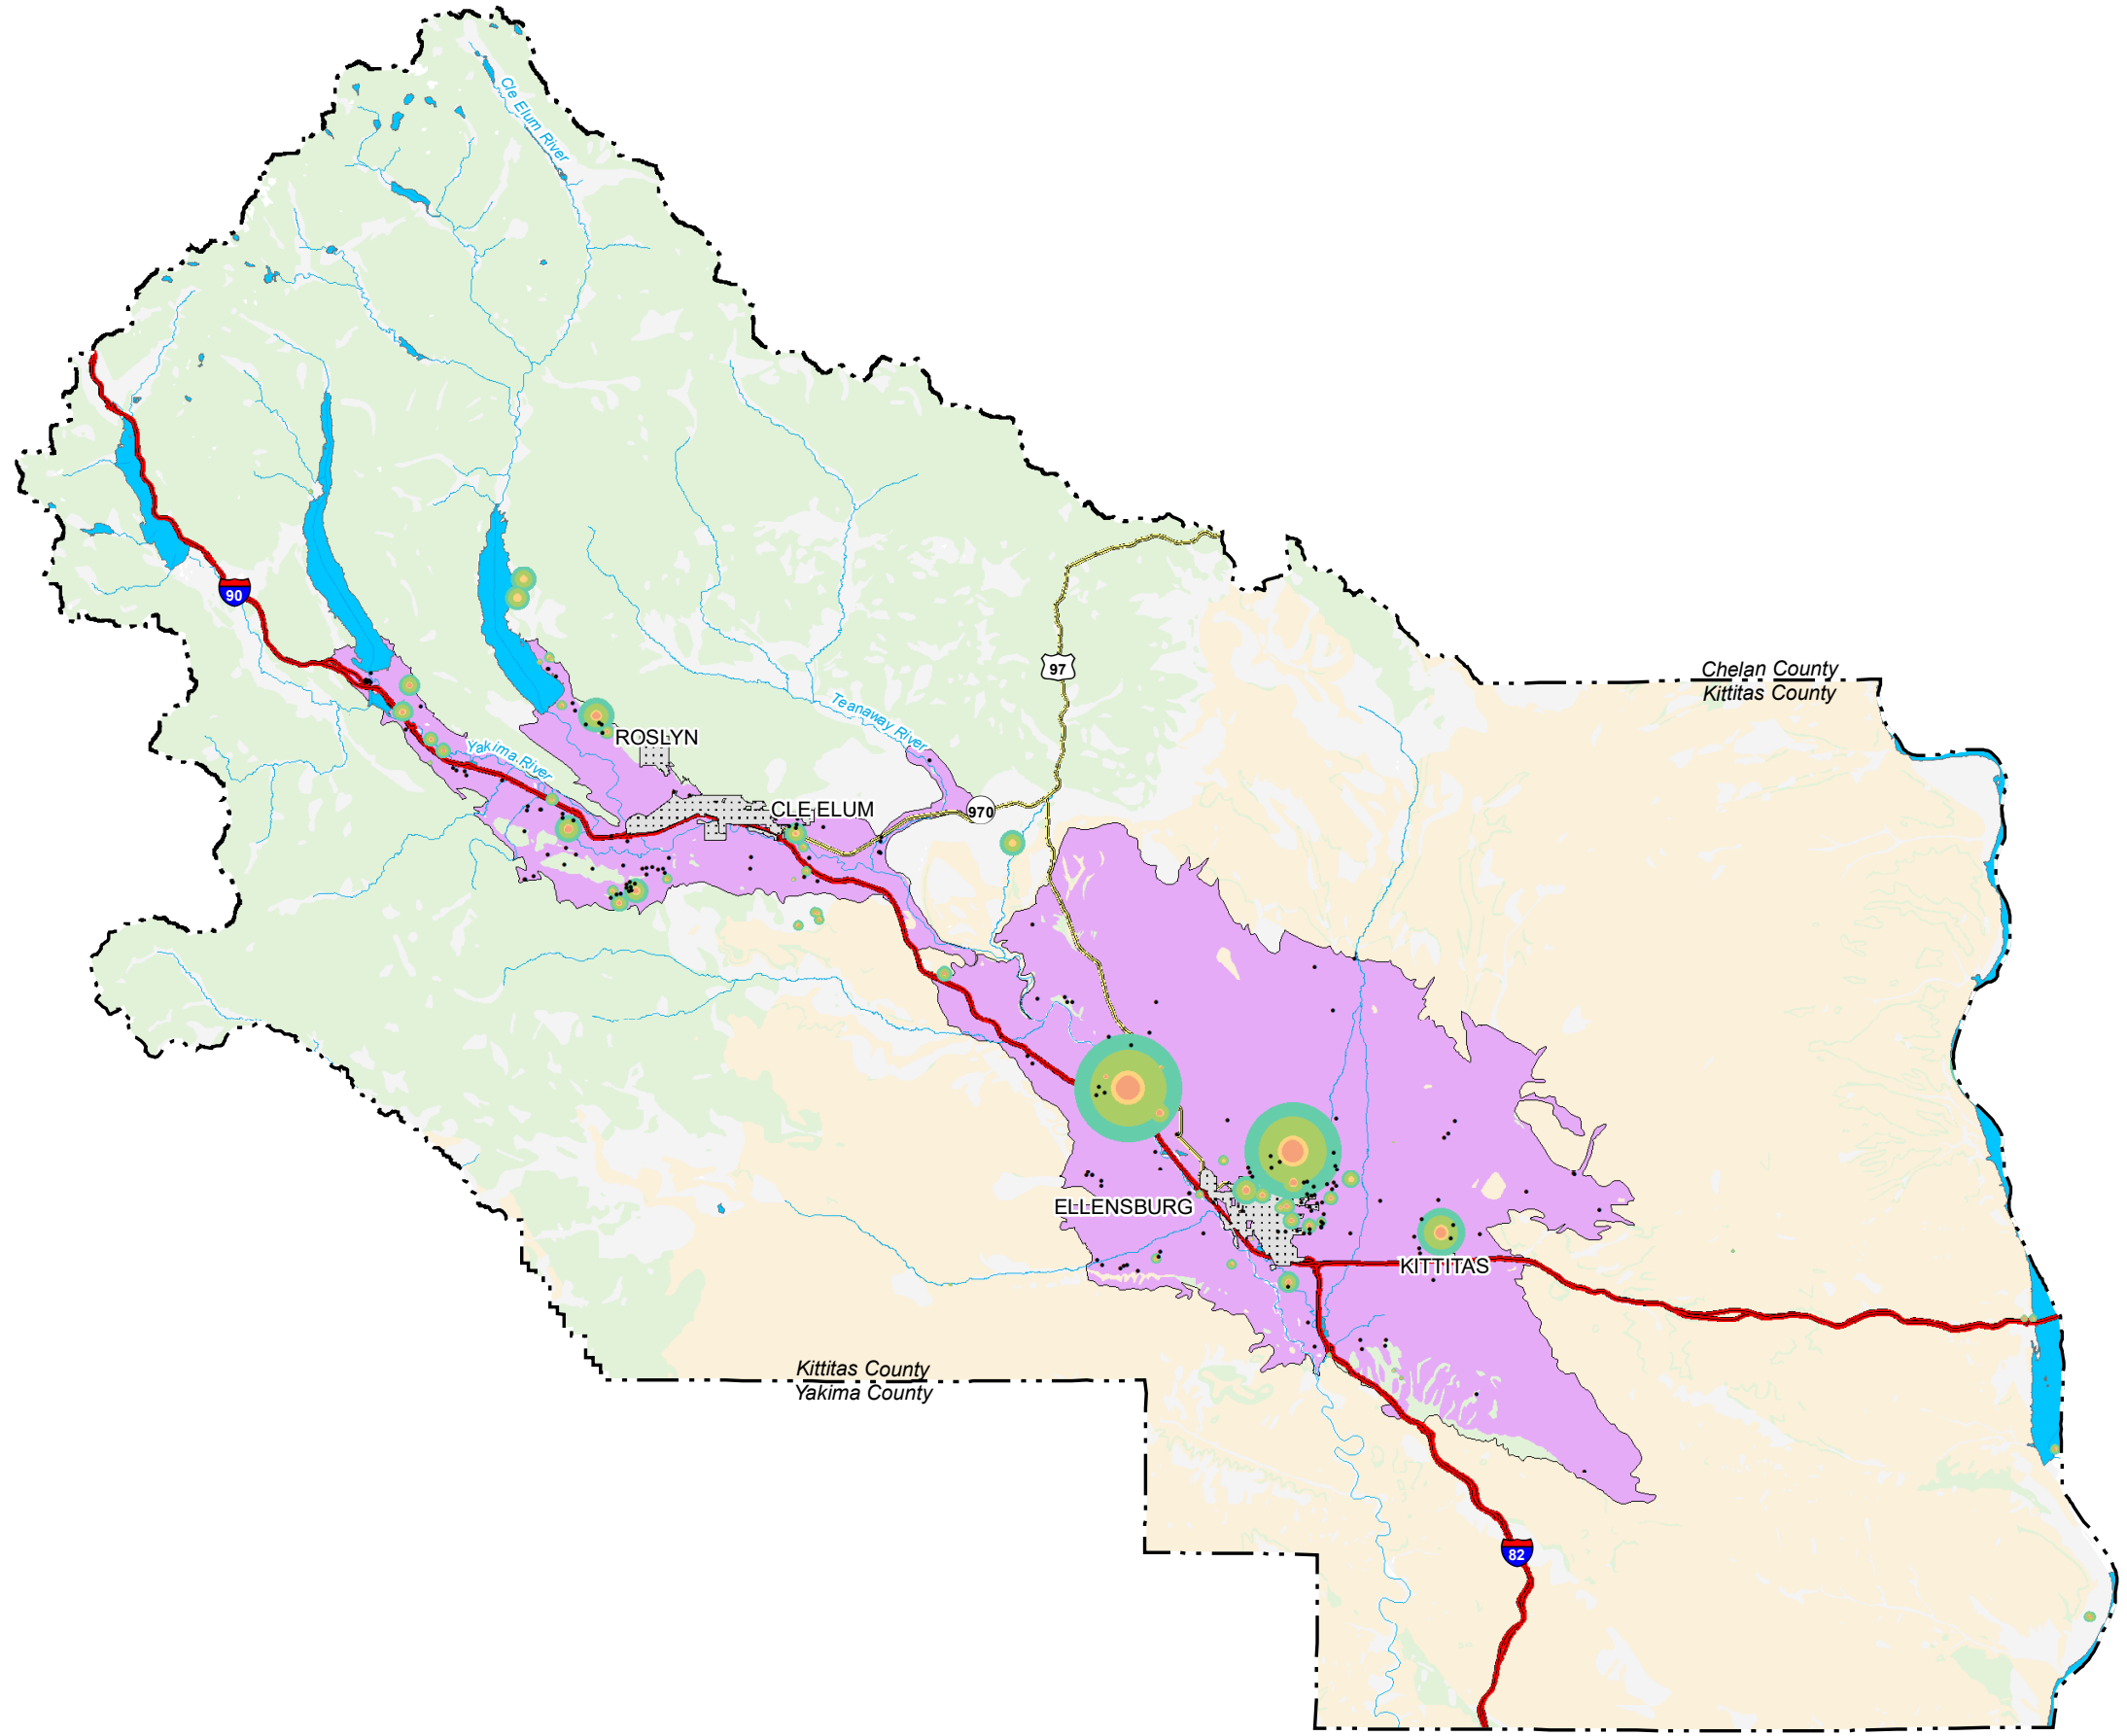 Cle Elum River
90
97
Chelan County
Kittitas County
Teanaway River
ROSLYN
Yakima River
CLE ELUM
970
ELLENSBURG
KITTITAS
Kittitas County
Yakima County
82